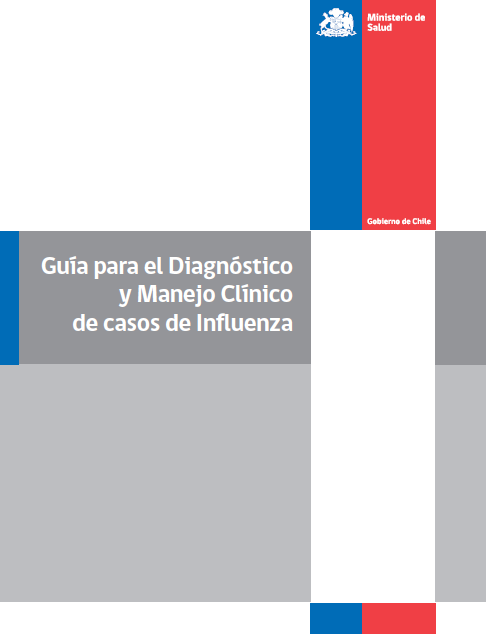 Ministerio de
Salud
Gobierno de Chile
Guía para el Diagnóstico
y Manejo Clínico
de casos de Influenza